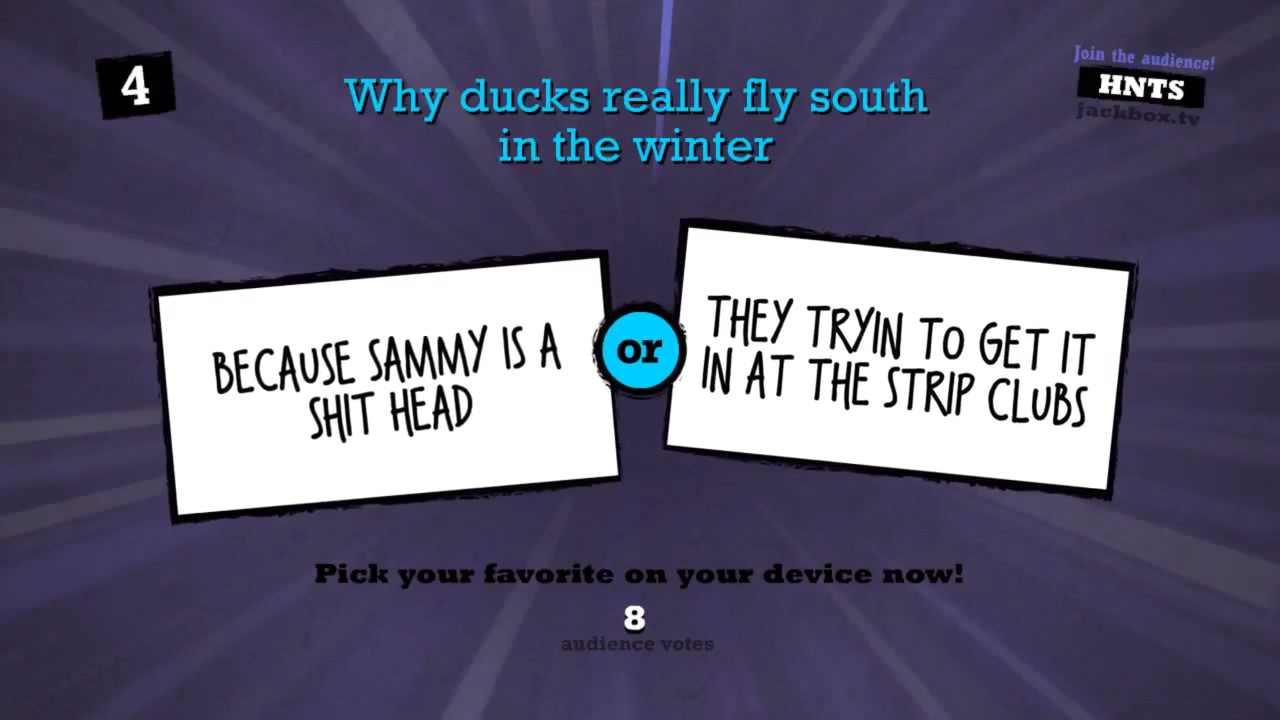 4
Why ducks really fly south
in the winter
Join the audience!
HNTS
jackbox.tv
BECAUSE SAMMY IS A
SHIT HEAD
or
THEY TRYIN TO GET IT
IN AT THE STRIP CLUBS
Pick your favorite on your device now!
8
audience votes